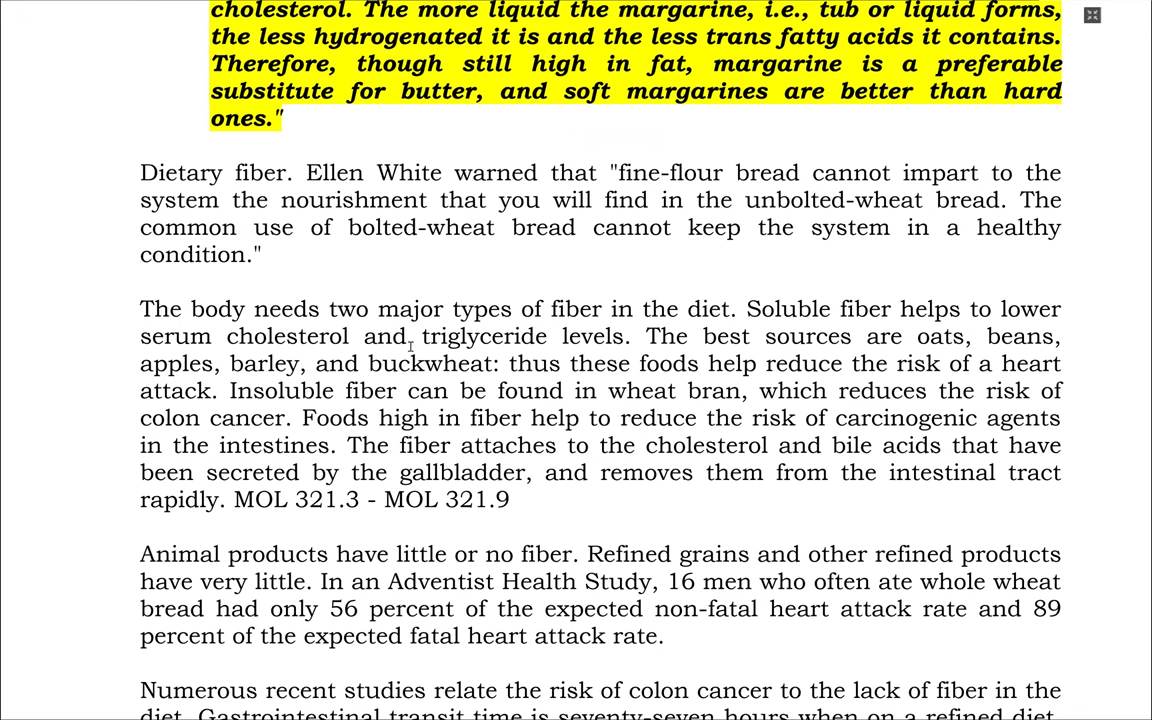 cholesterol. The more liquid the margarine, i.e., tub or liquid forms,
the less hydrogenated it is and the less trans fatty acids it contains.
Therefore, though still high in fat, margarine is a preferable
substitute for butter, and soft margarines are better than hard
ones."
Dietary fiber. Ellen White warned that "fine-flour bread cannot impart to the
system the nourishment that you will find in the unbolted-wheat bread. The
common use of bolted-wheat bread cannot keep the system in a healthy
condition."
The body needs two major types of fiber in the diet. Soluble fiber helps to lower
serum cholesterol and triglyceride levels. The best sources are oats, beans,
apples, barley, and buckwheat: thus these foods help reduce the risk of a heart
attack. Insoluble fiber can be found in wheat bran, which reduces the risk of
colon cancer. Foods high in fiber help to reduce the risk of carcinogenic agents
in the intestines. The fiber attaches to the cholesterol and bile acids that have
been secreted by the gallbladder, and removes them from the intestinal tract
rapidly. MOL 321.3 - MOL 321.9
Animal products have little or no fiber. Refined grains and other refined products
have very little. In an Adventist Health Study, 16 men who often ate whole wheat
bread had only 56 percent of the expected non-fatal heart attack rate and 89
percent of the expected fatal heart attack rate.
Numerous recent studies relate the risk of colon cancer to the lack of fiber in the
diet. Gastrointestinal transit time is seventy-seven hours when on a refined diet,